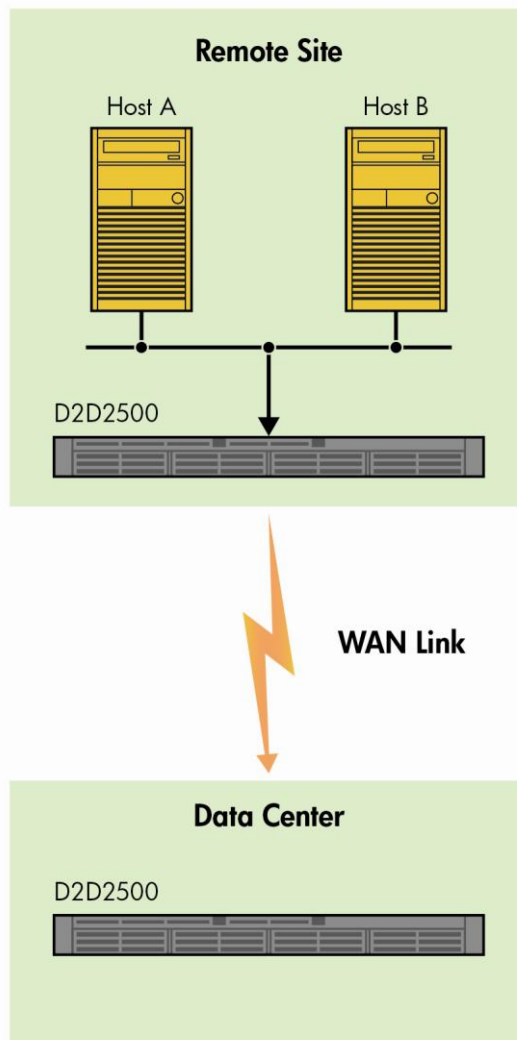 Remote Site
Host A
Host B
D2D2500
WAN Link
Data Center
D2D2500